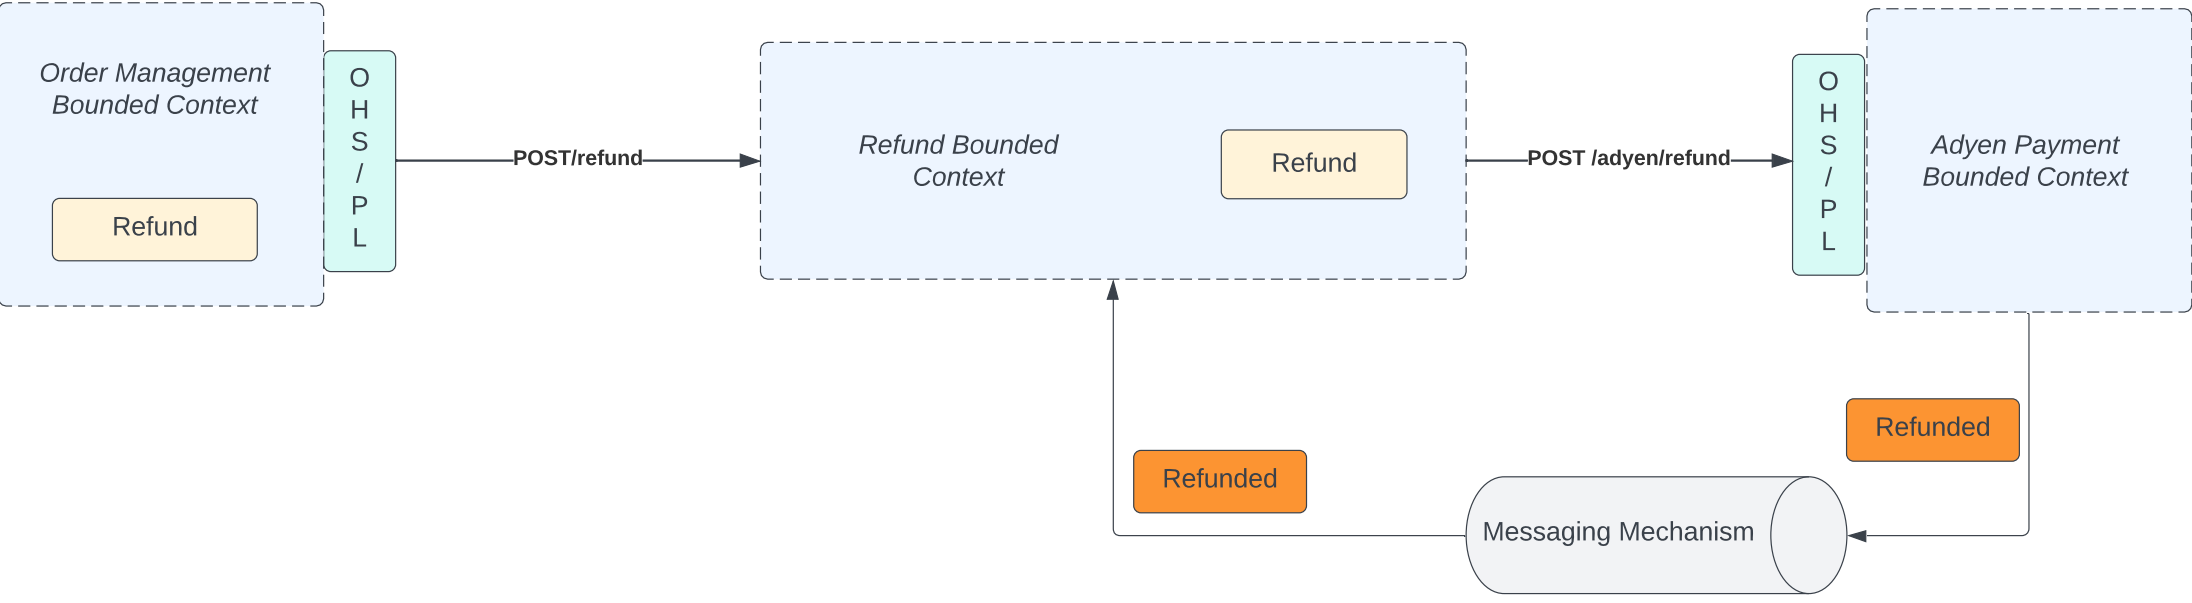 Order Management
Bounded Context
Refund
O
H
S
/
P
L
POST/refund
Refund Bounded
Context
Refund
POST /adyen/refund
O
H
S
/
P
L
Adyen Payment
Bounded Context
Refunded
Refunded
Messaging Mechanism